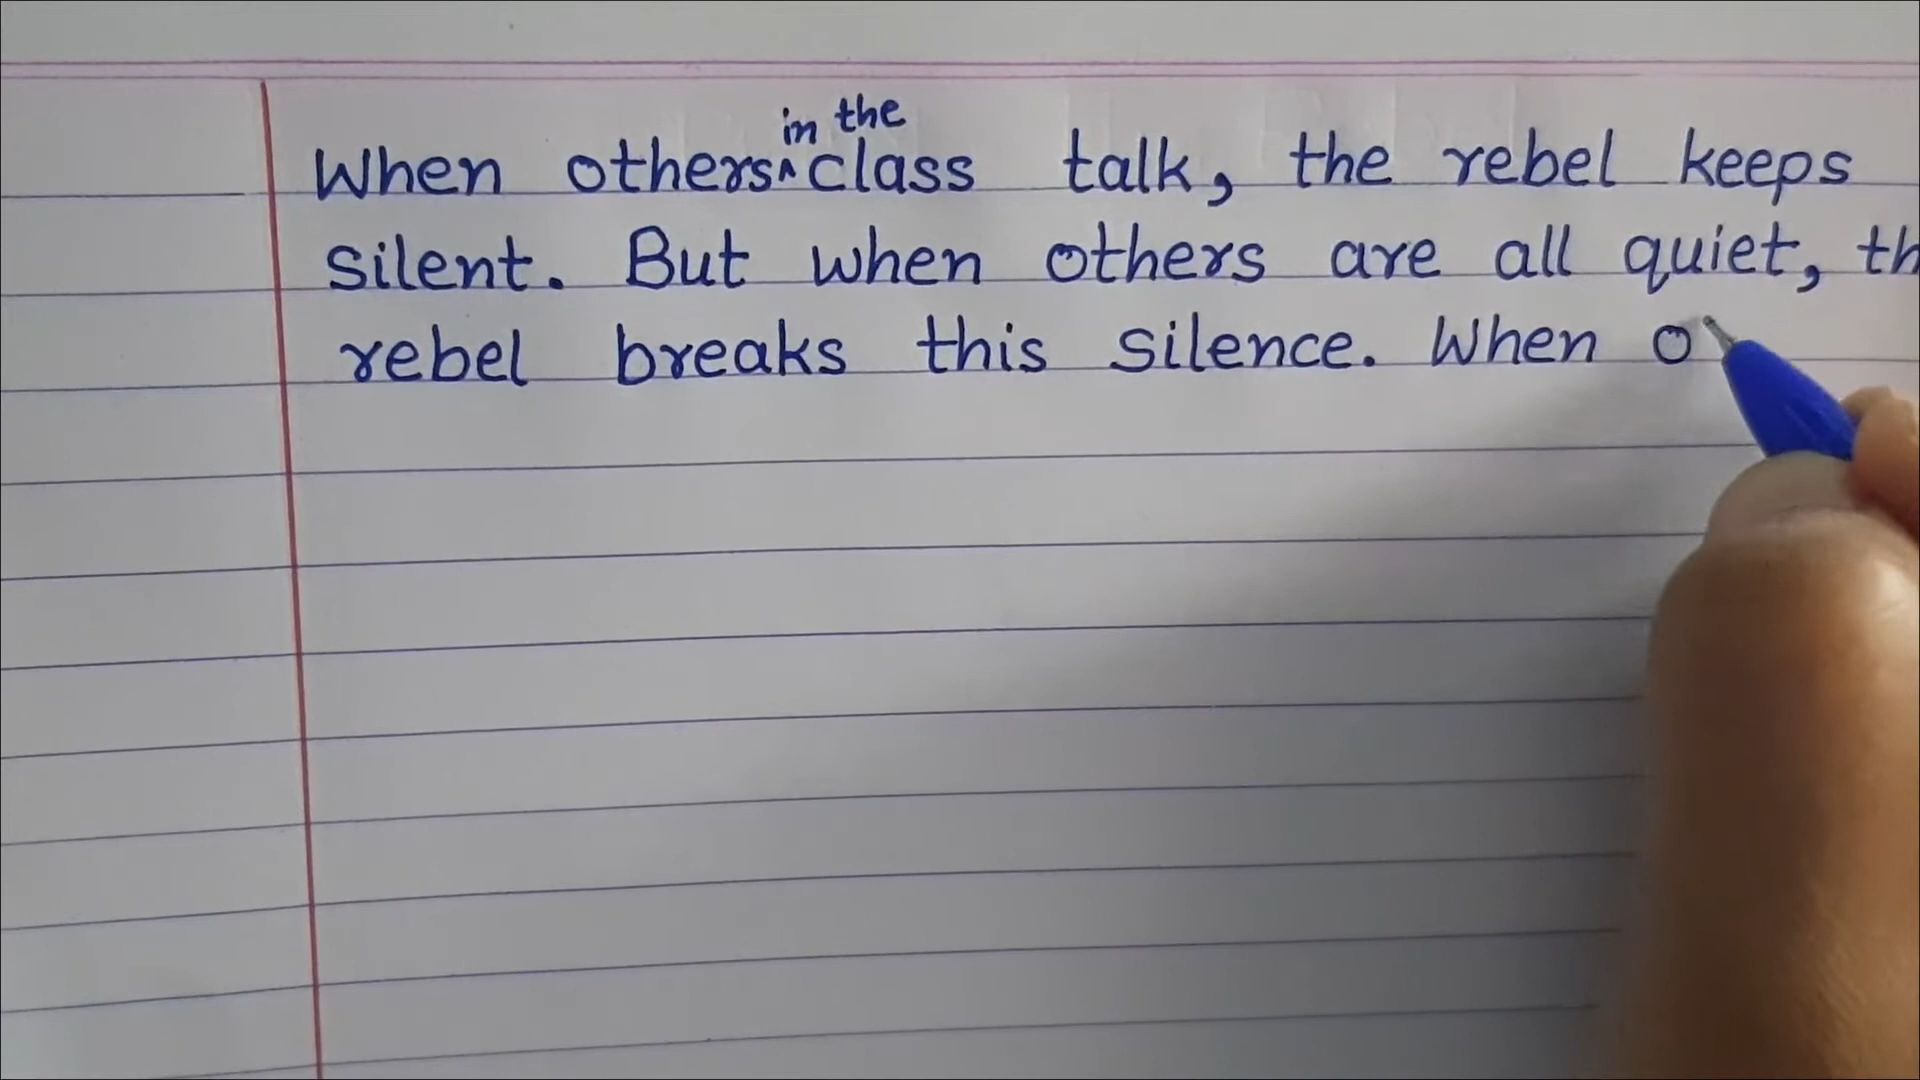 When others in the class talk, the rebel keeps
silent. But when others are all quiet, th
rebel breaks this silence. When o